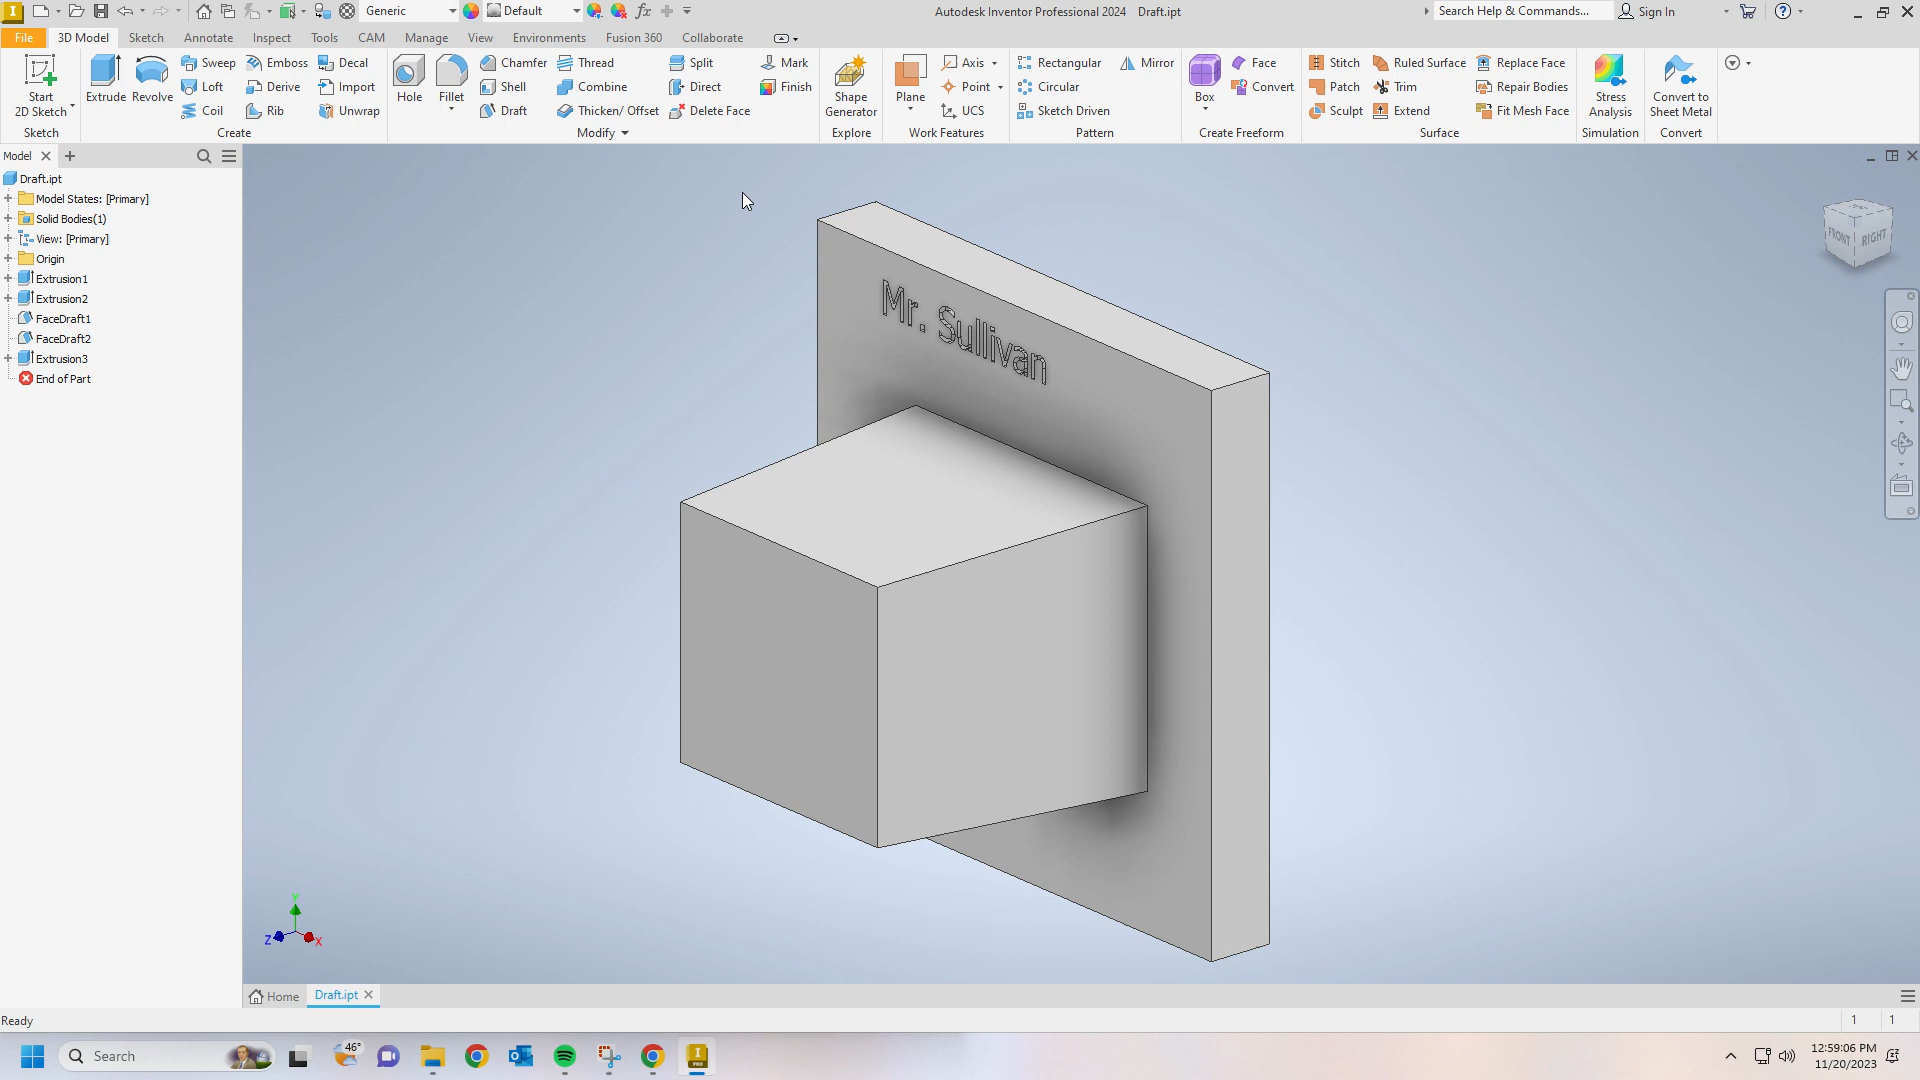 Generic
Default
fx
Autodesk Inventor Professional 2024 Draft.ipt
Search Help & Commands...
Sign In
File 3D Model Sketch Annotate Inspect Tools CAM Manage View Environments Fusion 360 Collaborate
Start
2D Sketch
Sketch
Extrude
Revolve
Sweep
Loft
Coil
Emboss
Derive
Rib
Decal
Import
Unwrap
Create
Hole
Fillet
Chamfer
Shell
Draft
Thread
Combine
Thicken/ Offset
Split
Direct
Delete Face
Mark
Finish
Modify
Shape
Generator
Explore
Plane
Axis
Point
UCS
Work Features
Rectangular
Circular
Sketch Driven
Mirror
Pattern
Box
Face
Convert
Create Freeform
Stitch
Patch
Sculpt
Ruled Surface
Trim
Extend
Replace Face
Repair Bodies
Fit Mesh Face
Surface
Stress
Analysis
Simulation
Convert to
Sheet Metal
Convert
Model
Draft.ipt
Model States: [Primary]
Solid Bodies(1)
View: [Primary]
Origin
Extrusion1
Extrusion2
FaceDraft1
FaceDraft2
Extrusion3
End of Part
Mr. Sullivan
FRONT
RIGHT
Y
Z
X
Home
Draft.ipt
Ready
1 1
Search
46°
PRO
12:59:06 PM
11/20/2023